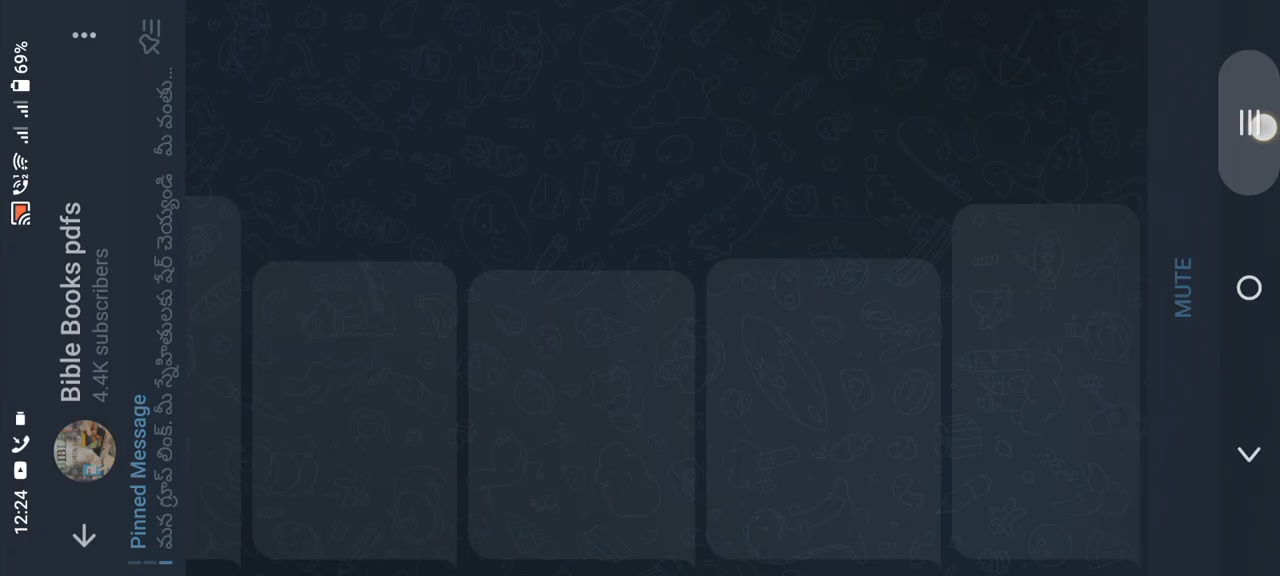 12:24
69%
Bible Books pdfs
4.4K subscribers
Pinned Message
మన గ్రూప్ లింక్. మీ స్నేహితులకు షేర్ చెయ్యండి మీ వంతు...
MUTE